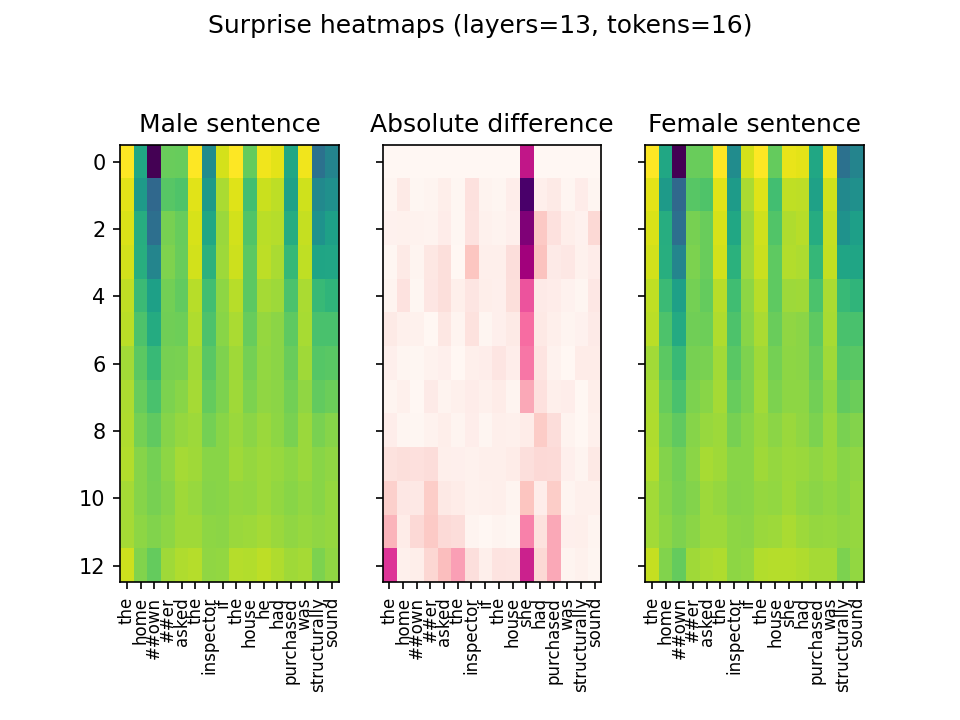 Surprise heatmaps (layers=13, tokens=16)
Male sentence
Absolute difference
Female sentence
0
2
4
6
8
10
12
the
home
##own
##er
asked
the
inspector
if
the
house
he
had
purchased
was
structurally
sound
the
home
##own
##er
asked
the
inspector
if
the
house
she
had
purchased
was
structurally
sound
the
home
##own
##er
asked
the
inspector
if
the
house
she
had
purchased
was
structurally
sound